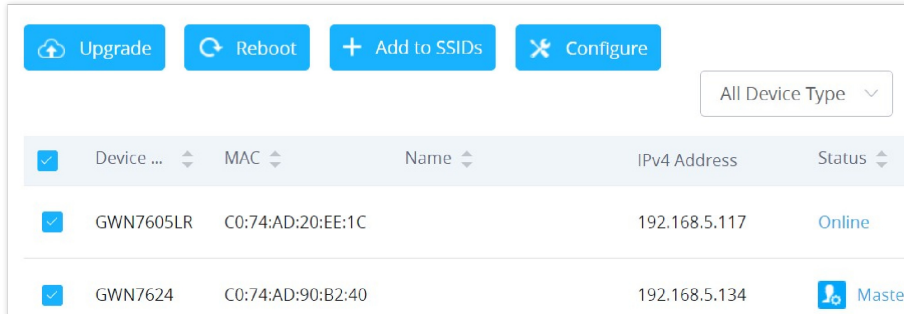 Upgrade Reboot + Add to SSIDs Configure
All Device Type
Device ... MAC Name IPv4 Address Status
GWN7605LR C0:74:AD:20:EE:1C 192.168.5.117 Online
GWN7624 C0:74:AD:90:B2:40 192.168.5.134 Maste